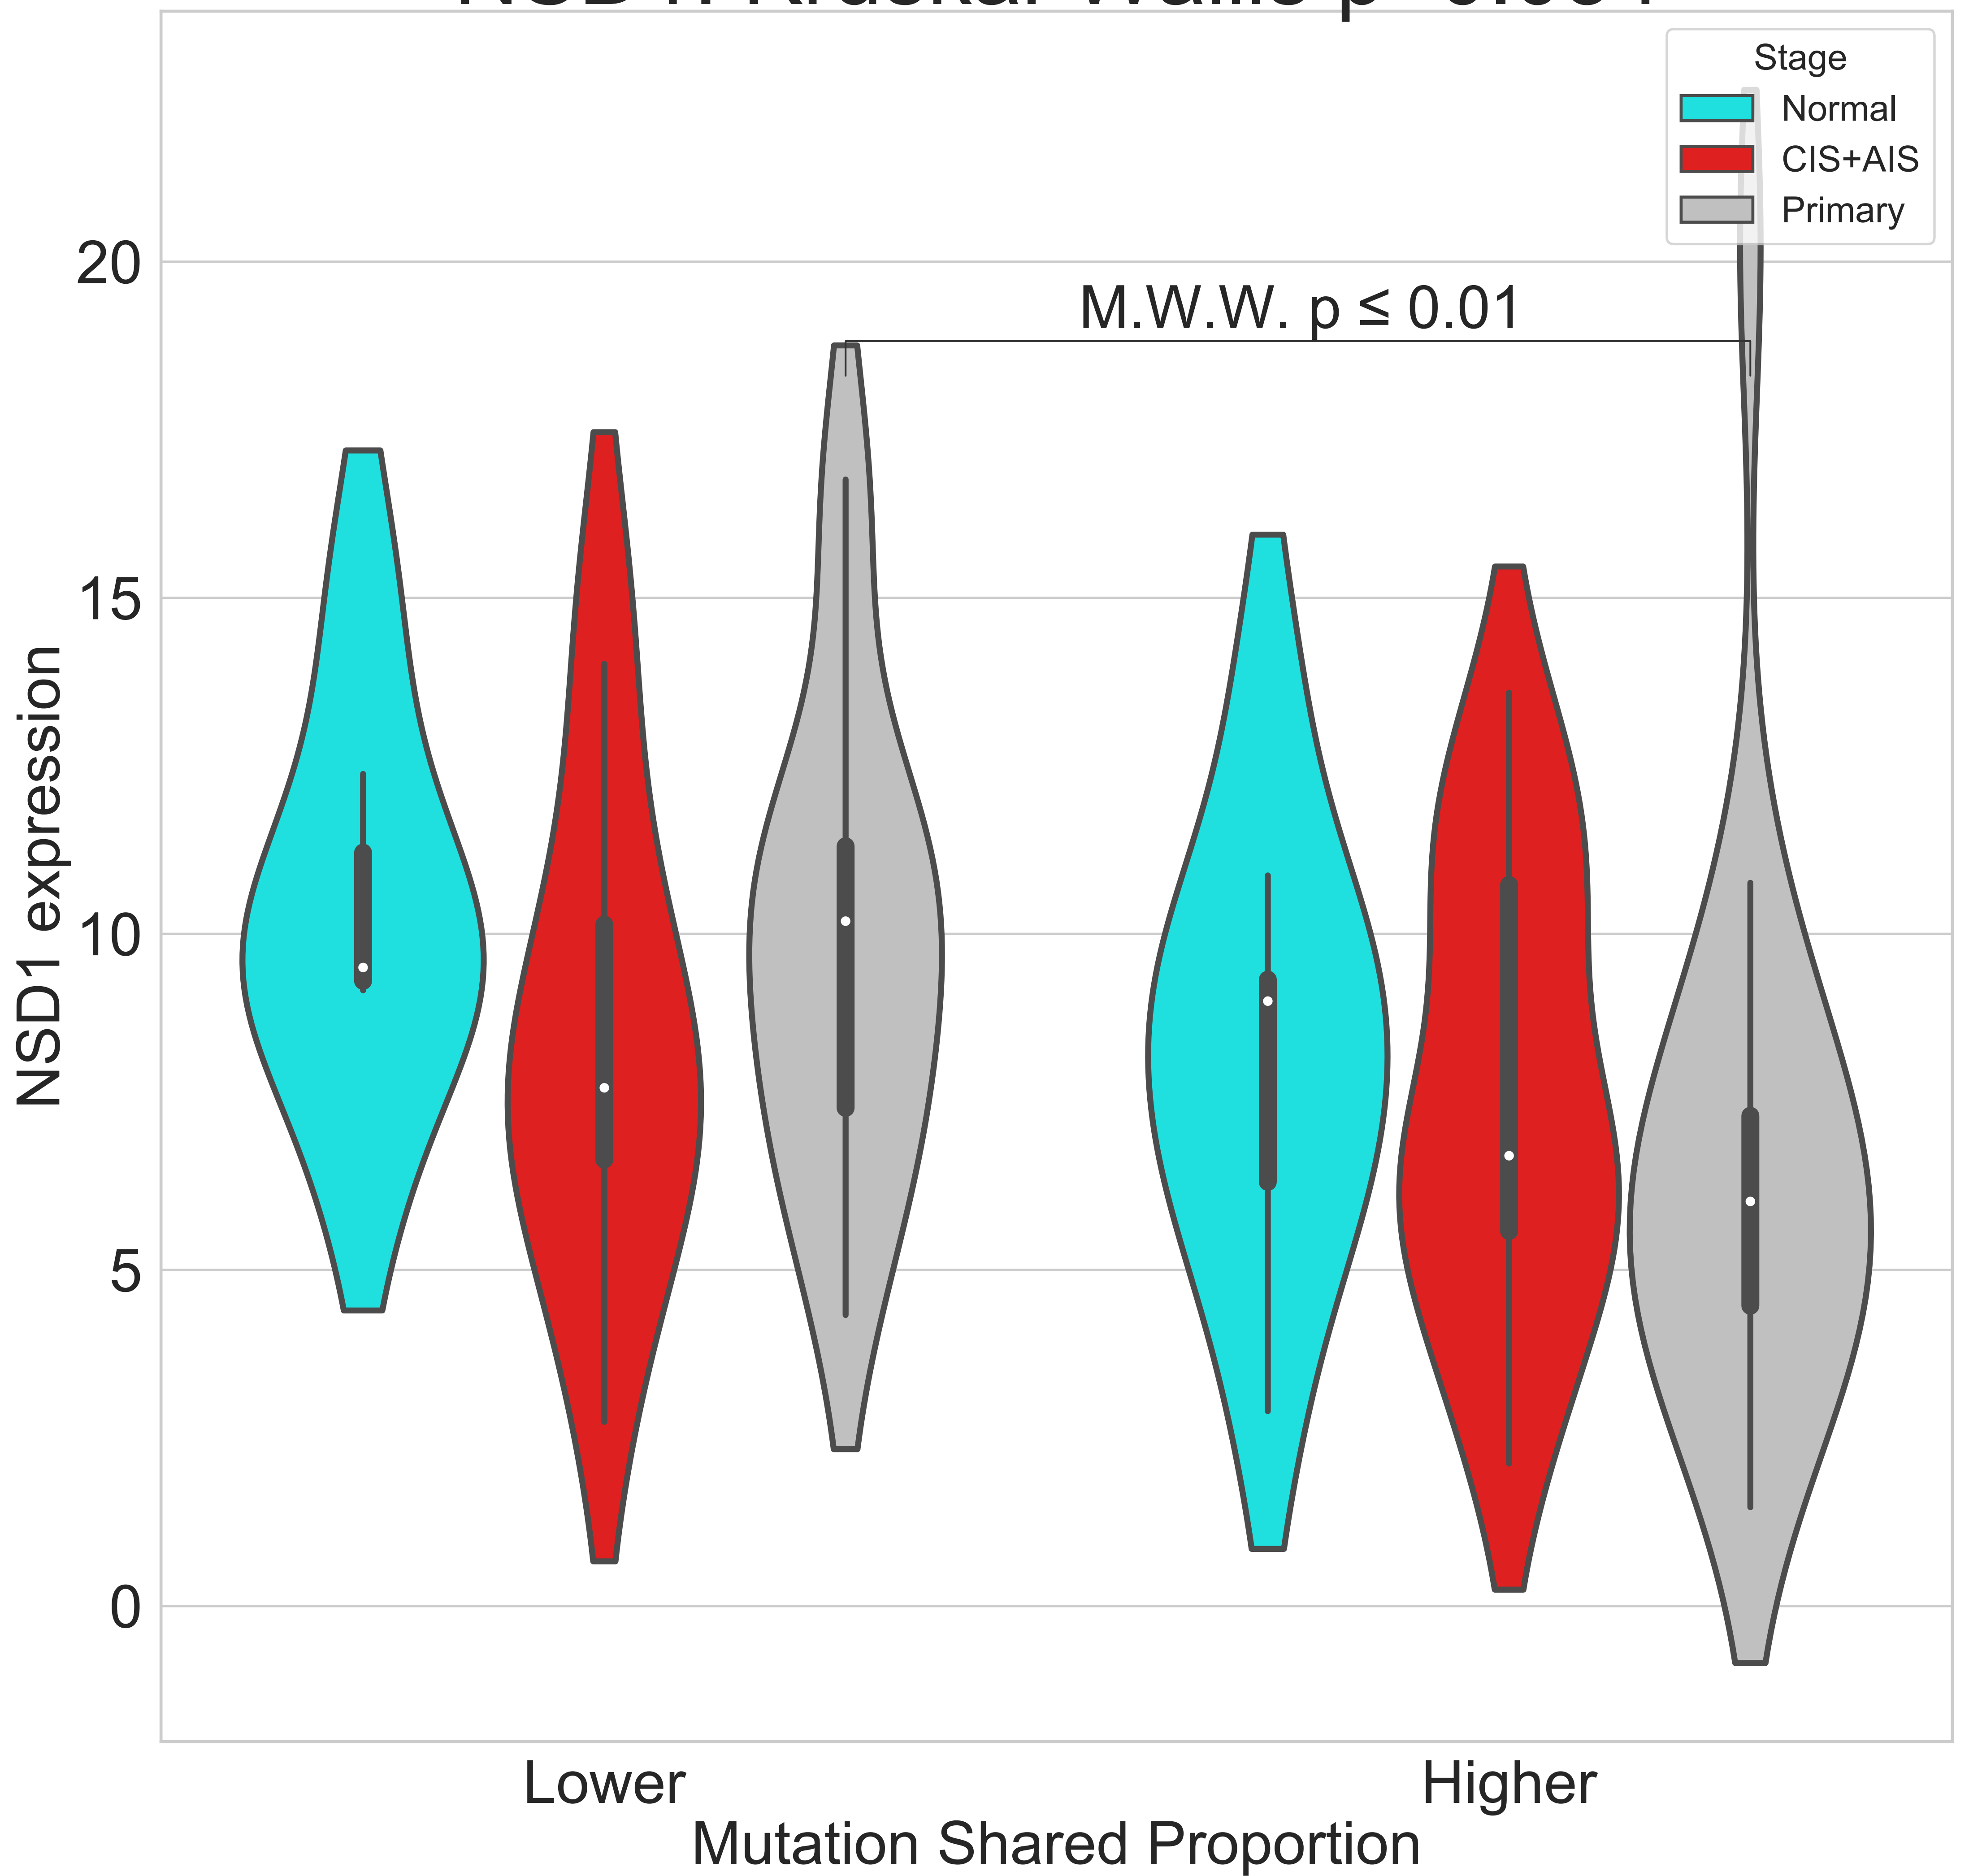 Stage
Normal
CIS+AIS
Primary
M.W.W. p ≤ 0.01
20
15
10
5
0
NSD1 expression
Lower
Higher
Mutation Shared Proportion